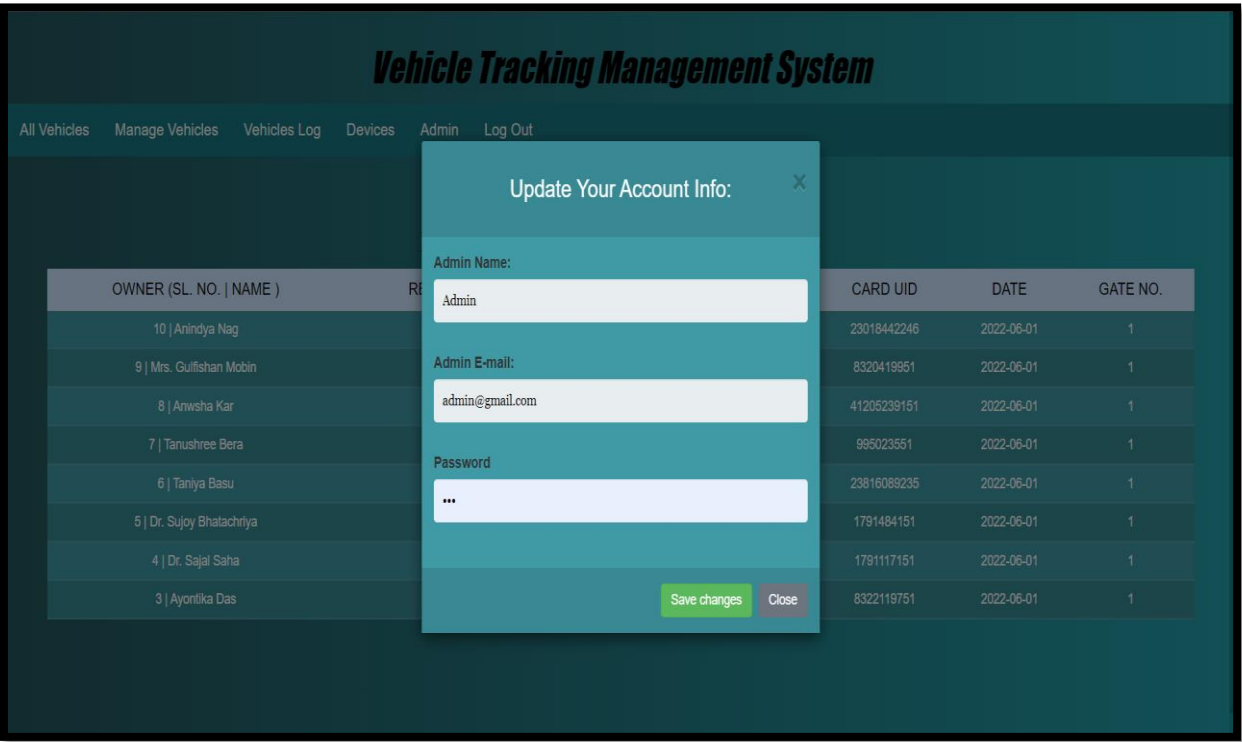 Vehicle Tracking Management System
All Vehicles Manage Vehicles Vehicles Log Devices Admin Log Out
Update Your Account Info: x
Admin Name:
Admin
Admin E-mail:
admin@gmail.com
Password
•••
Save changes Close
OWNER (SL. NO. | NAME ) CARD UID DATE GATE NO.
10 | Anindya Nag 23018442246 2022-06-01 1
9 | Mrs. Gulfishan Mobin 8320419951 2022-06-01 1
8 | Anwsha Kar 41205239151 2022-06-01 1
7 | Tanushree Bera 995023551 2022-06-01 1
6 | Taniya Basu 23816089235 2022-06-01 1
5 | Dr. Sujoy Bhatachriya 1791484151 2022-06-01 1
4 | Dr. Sajal Saha 1791117151 2022-06-01 1
3 | Ayontika Das 8322119751 2022-06-01 1